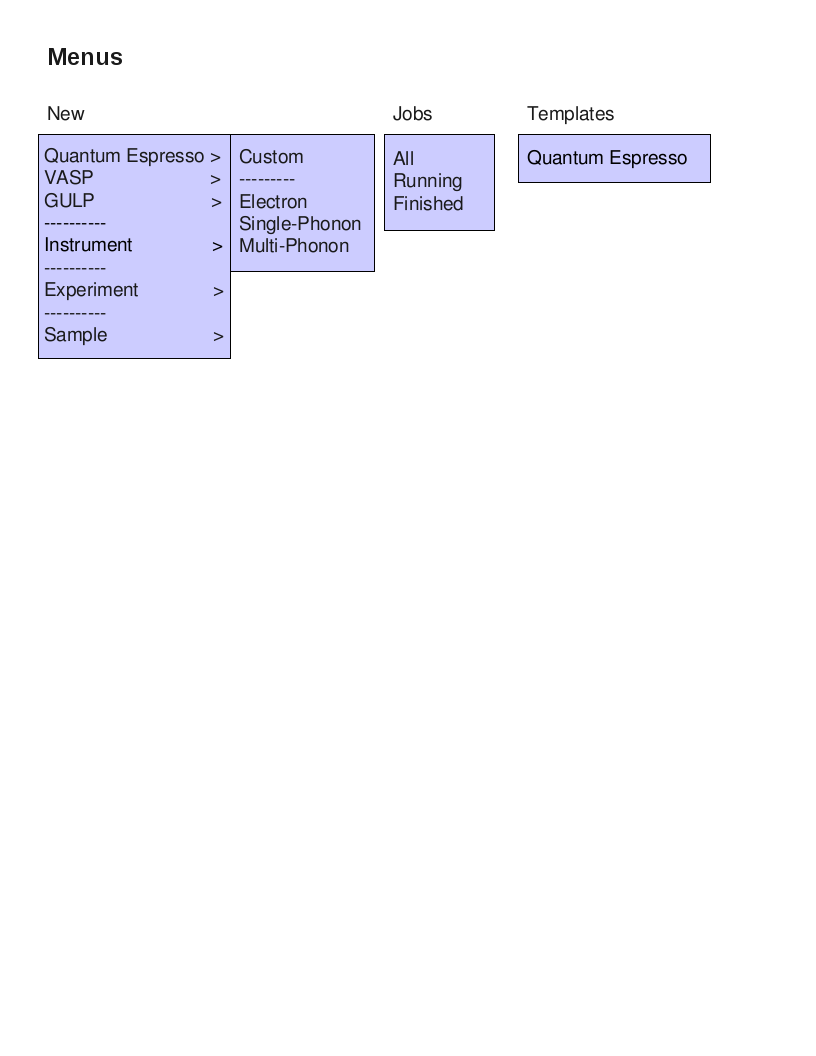 Menus
New
Quantum Espresso >
VASP >
GULP >
----------
Instrument >
----------
Experiment >
----------
Sample >
Custom
---------
Electron
Single-Phonon
Multi-Phonon
Jobs
All
Running
Finished
Templates
Quantum Espresso